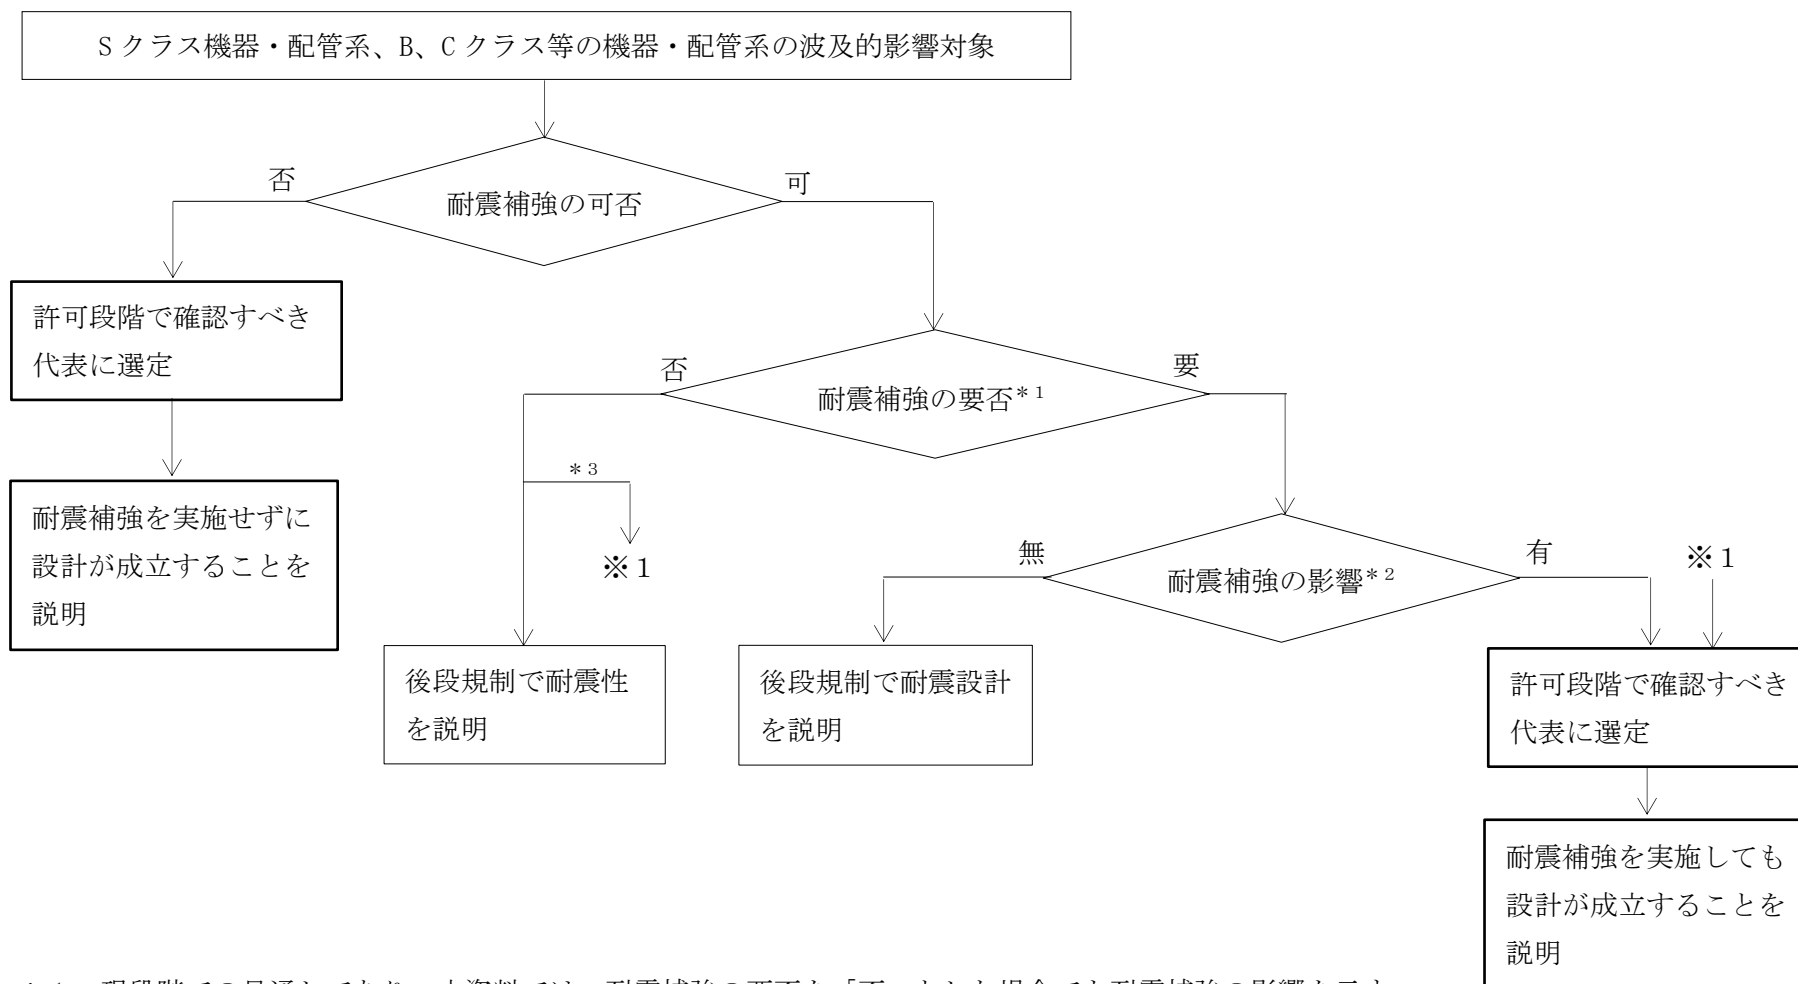 Sクラス機器・配管系、B、Cクラス等の機器・配管系の波及的影響対象
否
可
耐震補強の可否
許可段階で確認すべき
代表に選定
否
要
耐震補強の要否*1
*3
※1
耐震補強を実施せずに
設計が成立することを
説明
無
有
※1
耐震補強の影響*2
後段規制で耐震性
を説明
後段規制で耐震設計
を説明
許可段階で確認すべき
代表に選定
耐震補強を実施しても
設計が成立することを
説明